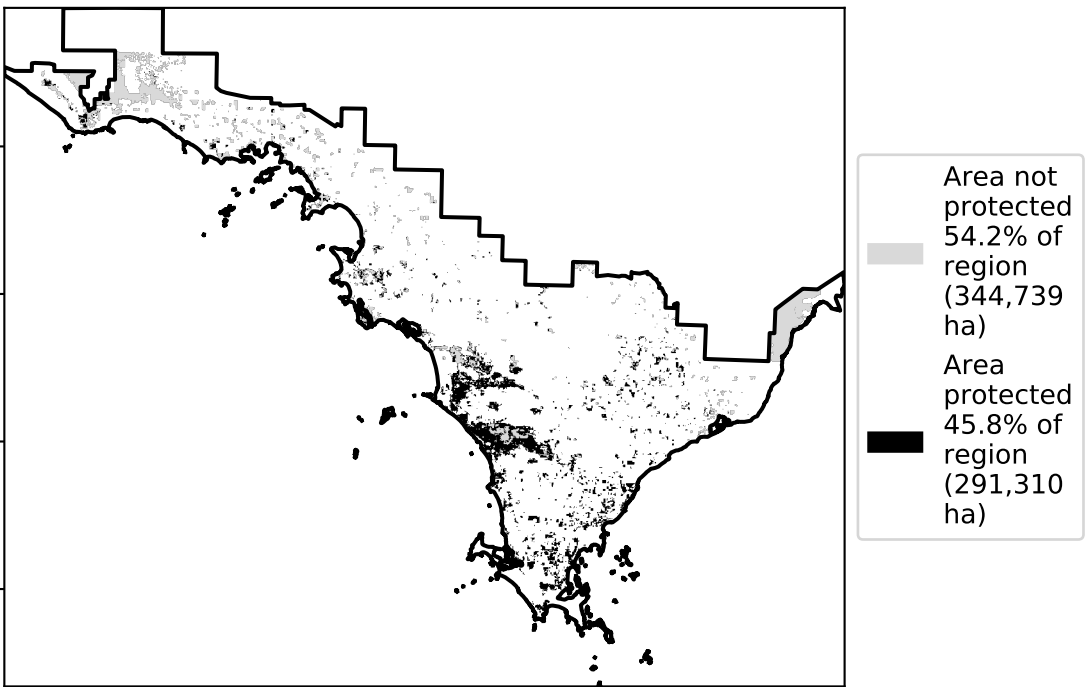 Area not
protected
54.2% of
region
(344,739
ha)
Area
protected
45.8% of
region
(291,310
ha)